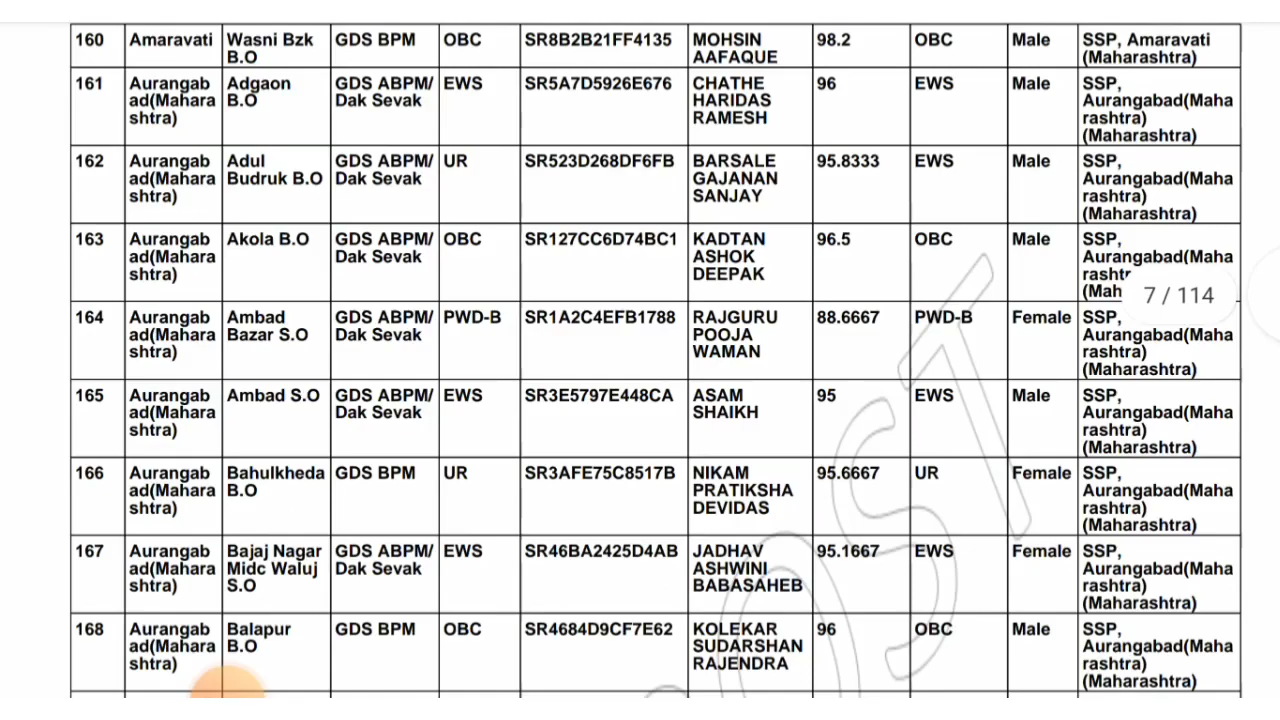 160 Amaravati Wasni Bzk B.O GDS BPM OBC SR8B2B21FF4135 MOHSIN AAFAQUE 98.2 OBC Male SSP, Amaravati (Maharashtra)
161 Aurangab ad(Mahara shtra) Adgaon B.O GDS ABPM/ Dak Sevak EWS SR5A7D5926E676 CHATHE HARIDAS RAMESH 96 EWS Male SSP, Aurangabad(Maha rashtra) (Maharashtra)
162 Aurangab ad(Mahara shtra) Adul Budruk B.O GDS ABPM/ Dak Sevak UR SR523D268DF6FB BARSALE GAJANAN SANJAY 95.8333 EWS Male SSP, Aurangabad(Maha rashtra) (Maharashtra)
163 Aurangab ad(Mahara shtra) Akola B.O GDS ABPM/ Dak Sevak OBC SR127CC6D74BC1 KADTAN ASHOK DEEPAK 96.5 OBC Male SSP, Aurangabad(Maha rasht (Mah
7 / 114
164 Aurangab ad(Mahara shtra) Ambad Bazar S.O GDS ABPM/ Dak Sevak PWD-B SR1A2C4EFB1788 RAJGURU POOJA WAMAN 88.6667 PWD-B Female SSP, Aurangabad(Maha rashtra) (Maharashtra)
165 Aurangab ad(Mahara shtra) Ambad S.O GDS ABPM/ Dak Sevak EWS SR3E5797E448CA ASAM SHAIKH 95 EWS Male SSP, Aurangabad(Maha rashtra) (Maharashtra)
166 Aurangab ad(Mahara shtra) Bahulkheda B.O GDS BPM UR SR3AFE75C8517B NIKAM PRATIKSHA DEVIDAS 95.6667 UR Female SSP, Aurangabad(Maha rashtra) (Maharashtra)
167 Aurangab ad(Mahara shtra) Bajaj Nagar Midc Waluj S.O GDS ABPM/ Dak Sevak EWS SR46BA2425D4AB JADHAV ASHWINI BABASAHEB 95.1667 EWS Female SSP, Aurangabad(Maha rashtra) (Maharashtra)
168 Aurangab ad(Mahara shtra) Balapur B.O GDS BPM OBC SR4684D9CF7E62 KOLEKAR SUDARSHAN RAJENDRA 96 OBC Male SSP, Aurangabad(Maha rashtra) (Maharashtra)
OST